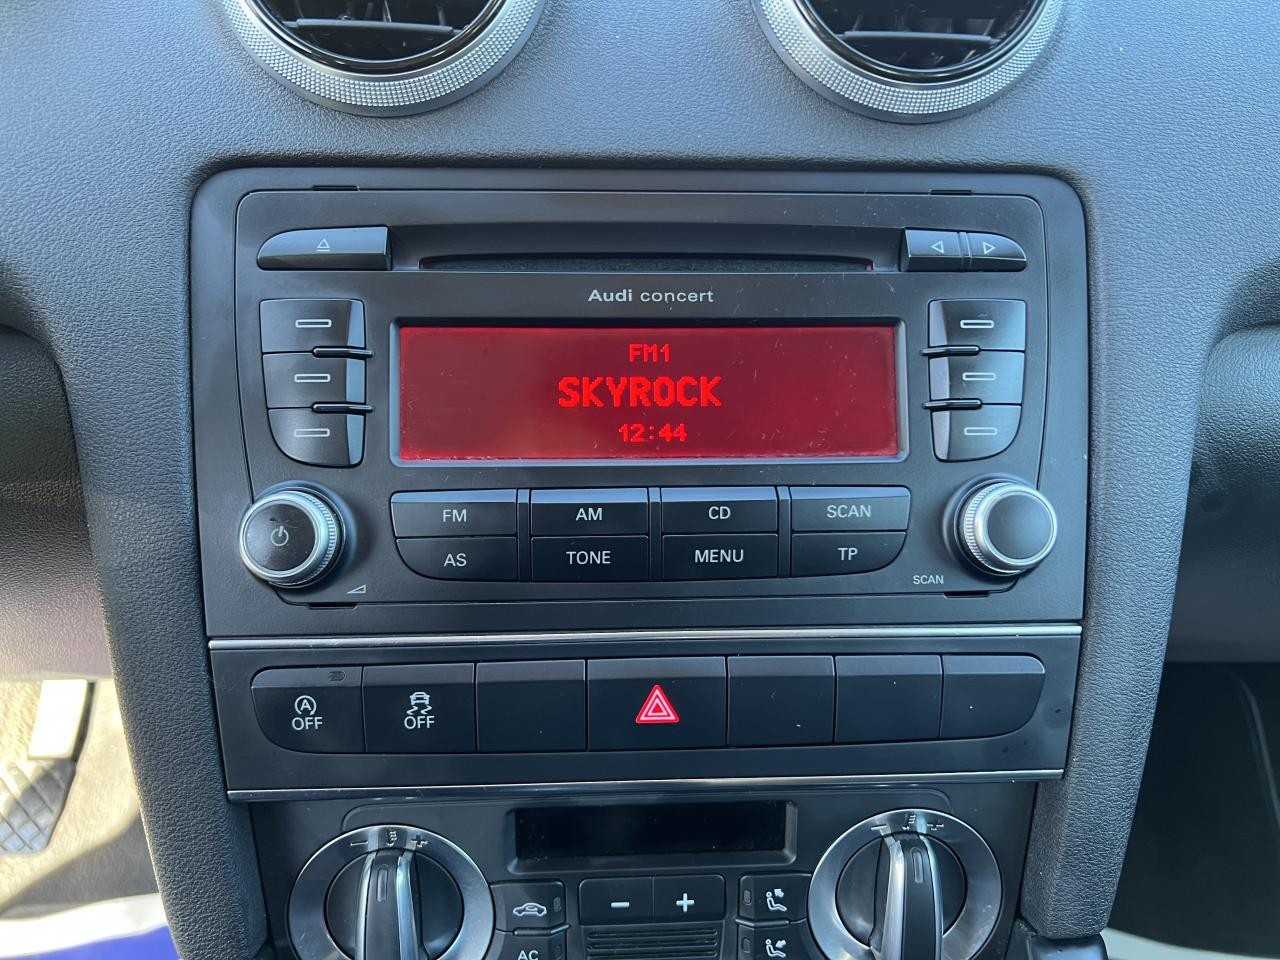 Audi concert
FM1
SKYROCK
12:44
FM AM CD SCAN
AS TONE MENU TP
SCAN
OFF OFF
- +
- +
- +
AC